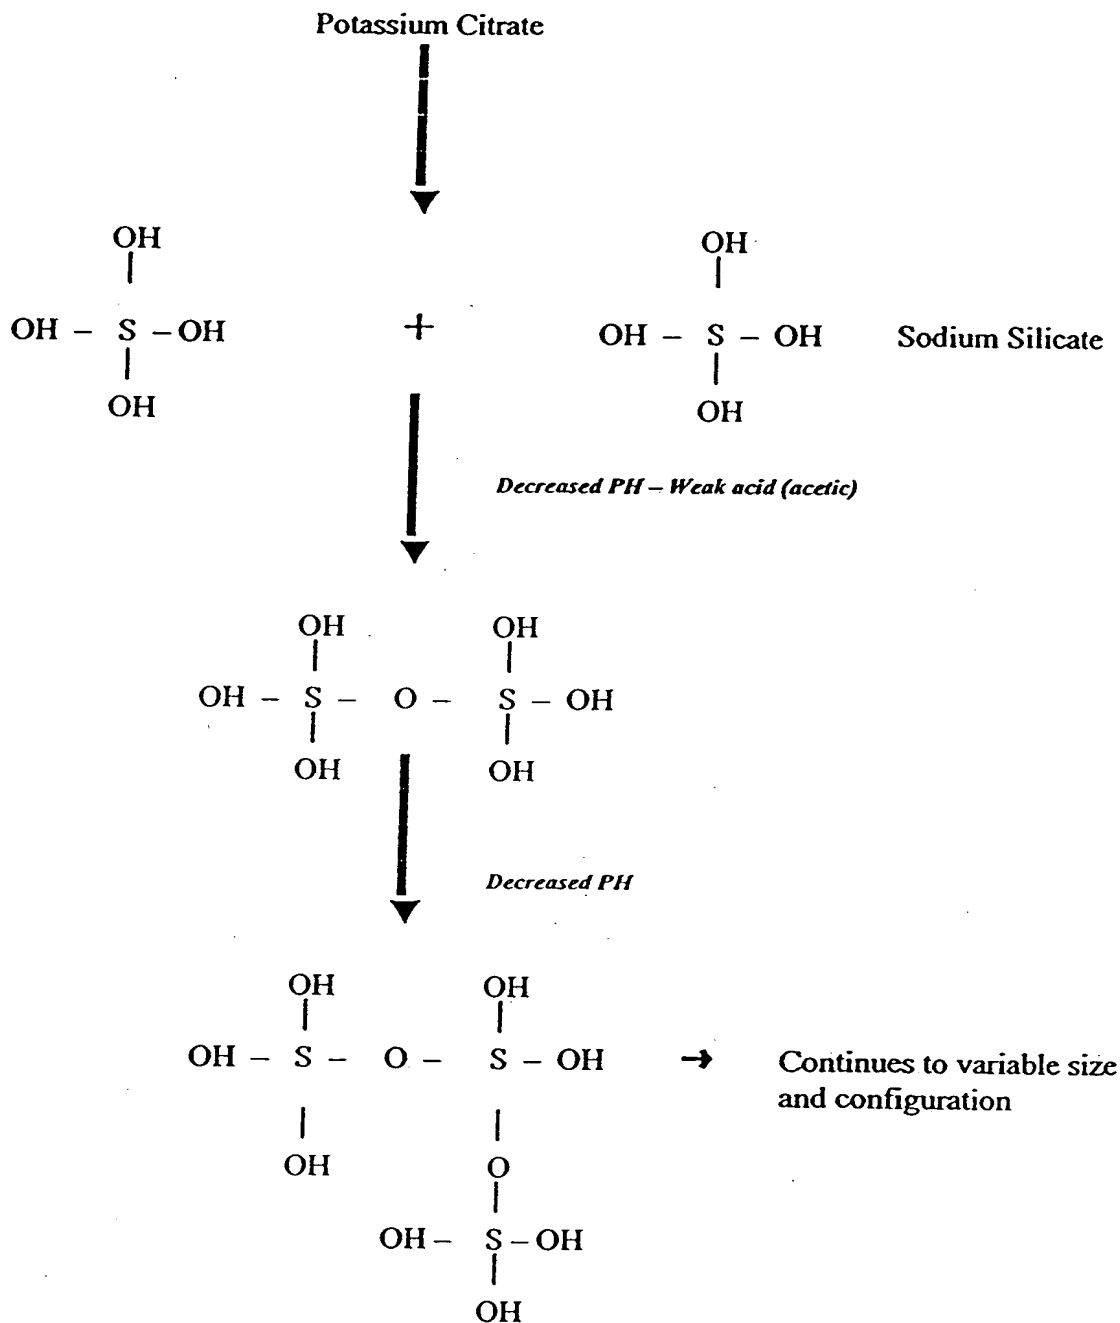 Potassium Citrate
OH OH
OH – S – OH + OH – S – OH Sodium Silicate
OH OH
Decreased PH – Weak acid (acetic)
OH OH
OH – S – O – S – OH
OH OH
Decreased PH
OH OH
OH – S – O – S – OH → Continues to variable size
and configuration
OH O
OH – S – OH
OH